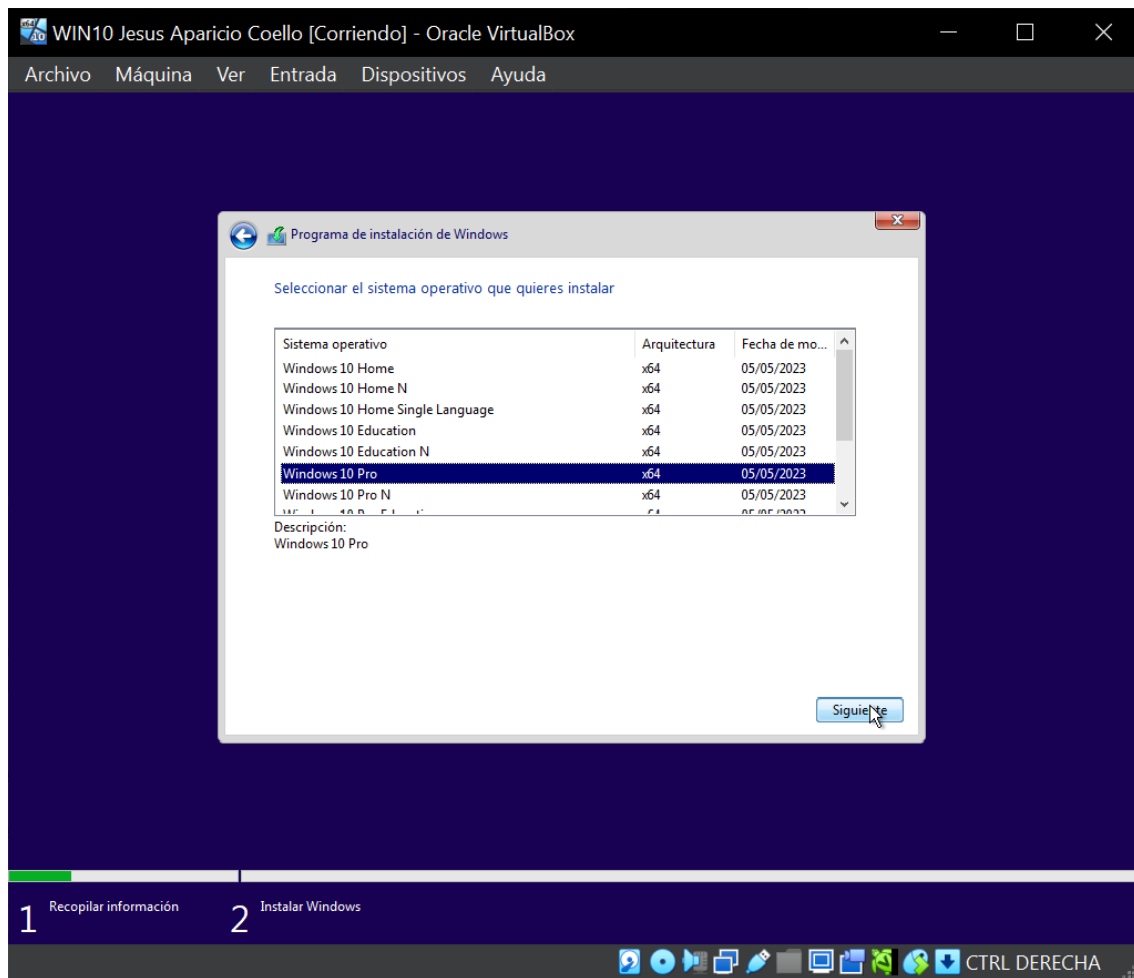 WIN10 Jesus Aparicio Coello [Corriendo] - Oracle VirtualBox
Archivo Máquina Ver Entrada Dispositivos Ayuda
Programa de instalación de Windows
Seleccionar el sistema operativo que quieres instalar
Sistema operativo Arquitectura Fecha de mo...
Windows 10 Home x64 05/05/2023
Windows 10 Home N x64 05/05/2023
Windows 10 Home Single Language x64 05/05/2023
Windows 10 Education x64 05/05/2023
Windows 10 Education N x64 05/05/2023
Windows 10 Pro x64 05/05/2023
Windows 10 Pro N x64 05/05/2023
Descripción:
Windows 10 Pro
Siguiente
1 Recopilar información 2 Instalar Windows
CTRL DERECHA